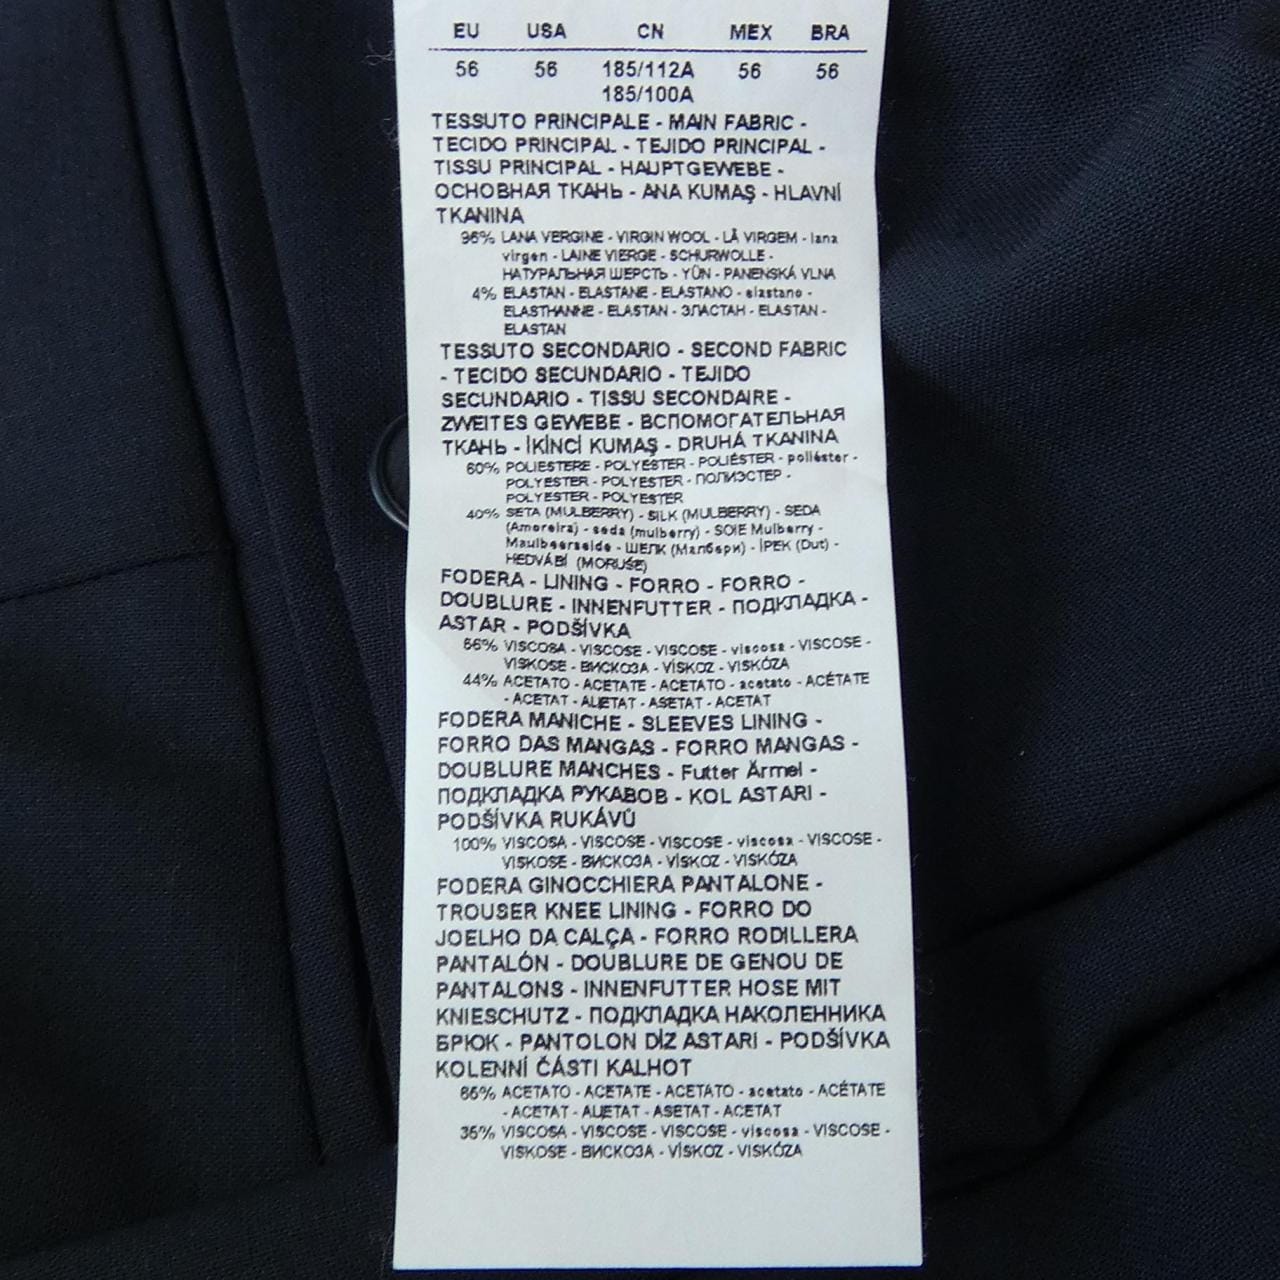 EU USA CN MEX BRA
56 56 185/112A 56 56
185/100A
TESSUTO PRINCIPALE - MAIN FABRIC -
TECIDO PRINCIPAL - TEJIDO PRINCIPAL -
TISSU PRINCIPAL - HAUPTGEWEBE -
ОСНОВНАЯ ТКАНЬ - ANA KUMAŞ - HLAVNÍ
TKANINA
96% LANA VERGINE - VIRGIN WOOL - LÃ VIRGEM - lana
virgen - LAINE VIERGE - SCHURWOLLE -
НАТУРАЛЬНАЯ ШЕРСТЬ - YÜN - PANENSKÁ VLNA
4% ELASTAN - ELASTANE - ELASTANO - elastano -
ELASTHANNE - ELASTAN - ЭЛАСТАН - ELASTAN -
ELASTAN
TESSUTO SECONDARIO - SECOND FABRIC
- TECIDO SECUNDARIO - TEJIDO
SECUNDARIO - TISSU SECONDAIRE -
ZWEITES GEWEBE - ВСПОМОГАТЕЛЬНАЯ
ТКАНЬ - İKİNCİ KUMAŞ - DRUHÁ TKANINA
60% POLIESTERE - POLYESTER - POLIÉSTER - poliéster -
POLYESTER - POLYESTER - ПОЛИЭСТЕР -
POLYESTER - POLYESTER
40% SETA (MULBERRY) - SILK (MULBERRY) - SEDA
(Amoreira) - seda (mulberry) - SOIE Mulberry -
Maulbeerseide - ШЕЛК (Малбери) - İPEK (Dut) -
HEDVÁBÍ (MORUŠE)
FODERA - LINING - FORRO - FORRO -
DOUBLURE - INNENFUTTER - ПОДКЛАДКА -
ASTAR - PODŠÍVKA
56% VISCOSA - VISCOSE - VISCOSE - viscosa - VISCOSE -
VISKOSE - ВИСКОЗА - VİSKOZ - VISKÓZA
44% ACETATO - ACETATE - ACETATO - acetato - ACÉTATE
- ACETAT - АЦЕТАТ - ASETAT - ACETAT
FODERA MANICHE - SLEEVES LINING -
FORRO DAS MANGAS - FORRO MANGAS -
DOUBLURE MANCHES - Futter Ärmel -
ПОДКЛАДКА РУКАВОВ - KOL ASTARI -
PODŠÍVKA RUKÁVŮ
100% VISCOSA - VISCOSE - VISCOSE - viscosa - VISCOSE -
VISKOSE - ВИСКОЗА - VİSKOZ - VISKÓZA
FODERA GINOCCHIERA PANTALONE -
TROUSER KNEE LINING - FORRO DO
JOELHO DA CALÇA - FORRO RODILLERA
PANTALÓN - DOUBLURE DE GENOU DE
PANTALONS - INNENFUTTER HOSE MIT
KNIESCHUTZ - ПОДКЛАДКА НАКОЛЕННИКА
БРЮК - PANTOLON DİZ ASTARI - PODŠÍVKA
KOLENNÍ ČÁSTI KALHOT
65% ACETATO - ACETATE - ACETATO - acetato - ACÉTATE
- ACETAT - АЦЕТАТ - ASETAT - ACETAT
35% VISCOSA - VISCOSE - VISCOSE - viscosa - VISCOSE -
VISKOSE - ВИСКОЗА - VİSKOZ - VISKÓZA